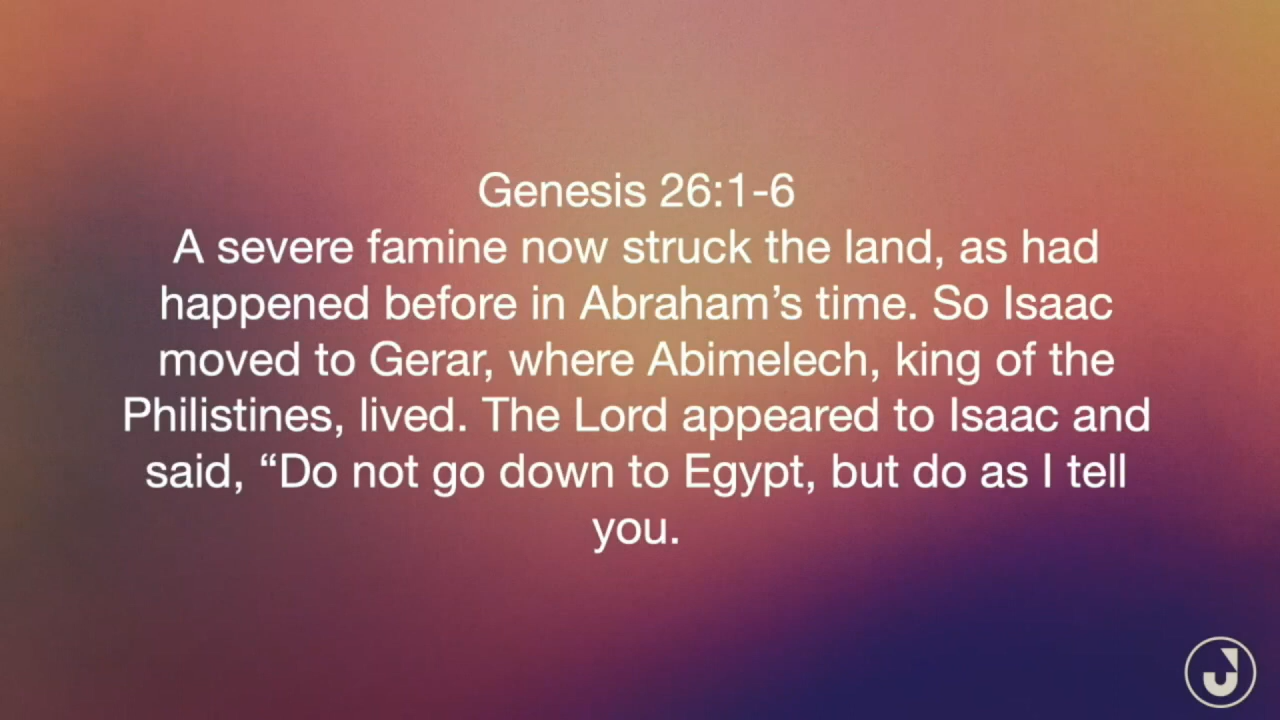 Genesis 26:1-6
A severe famine now struck the land, as had
happened before in Abraham’s time. So Isaac
moved to Gerar, where Abimelech, king of the
Philistines, lived. The Lord appeared to Isaac and
said, “Do not go down to Egypt, but do as I tell
you.